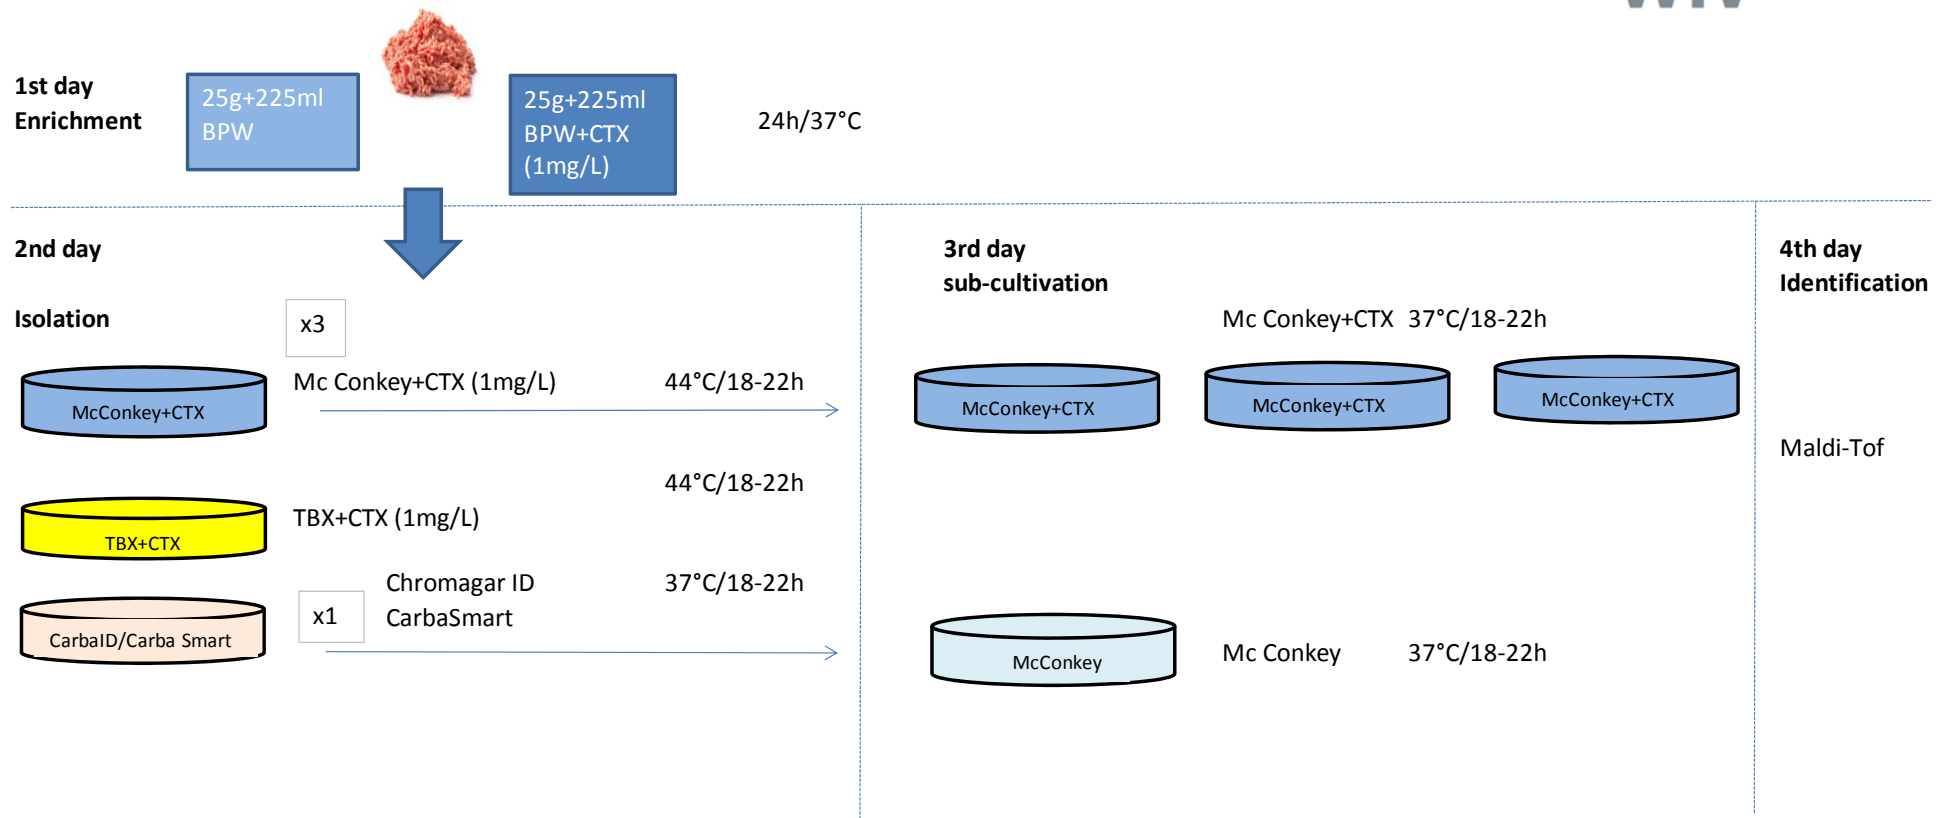 1st day
Enrichment
25g+225ml
BPW
25g+225ml
BPW+CTX
(1mg/L)
24h/37°C
2nd day
Isolation
x3
Mc Conkey+CTX (1mg/L) 44°C/18-22h
McConkey+CTX
44°C/18-22h
TBX+CTX (1mg/L)
TBX+CTX
Chromagar ID 37°C/18-22h
x1 CarbaSmart
CarbaID/Carba Smart
3rd day
sub-cultivation
Mc Conkey+CTX 37°C/18-22h
McConkey+CTX
McConkey+CTX
McConkey+CTX
McConkey
Mc Conkey 37°C/18-22h
4th day
Identification
Maldi-Tof